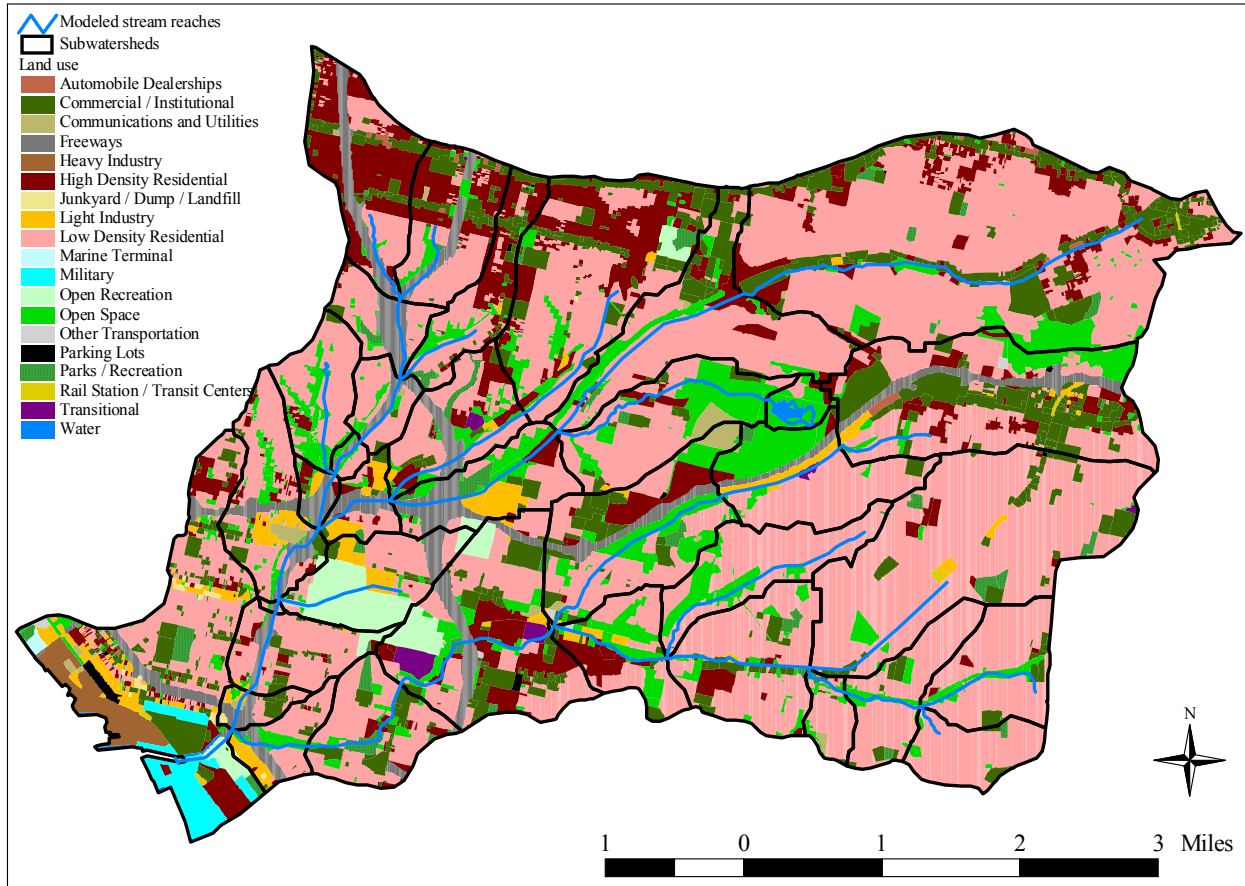 Modeled stream reaches
Subwatersheds
Land use
Automobile Dealerships
Commercial / Institutional
Communications and Utilities
Freeways
Heavy Industry
High Density Residential
Junkyard / Dump / Landfill
Light Industry
Low Density Residential
Marine Terminal
Military
Open Recreation
Open Space
Other Transportation
Parking Lots
Parks / Recreation
Rail Station / Transit Centers
Transitional
Water
N
1 0 1 2 3 Miles